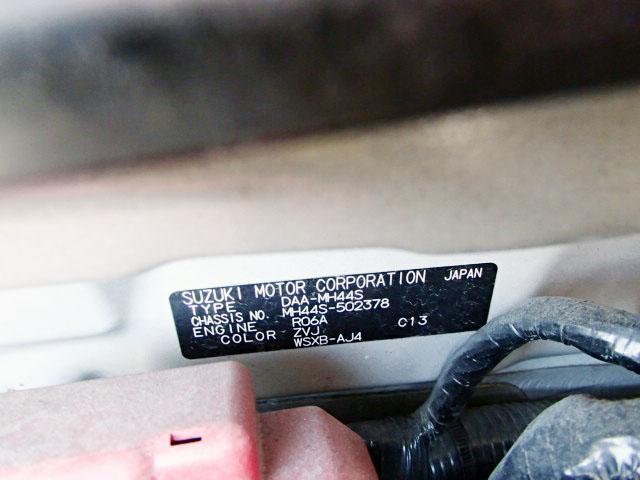 SUZUKI MOTOR CORPORATION JAPAN
TYPE DAA-MH44S
CHASSIS NO. MH44S-502378
ENGINE R06A
COLOR ZVJ C13
WSXB-AJ4